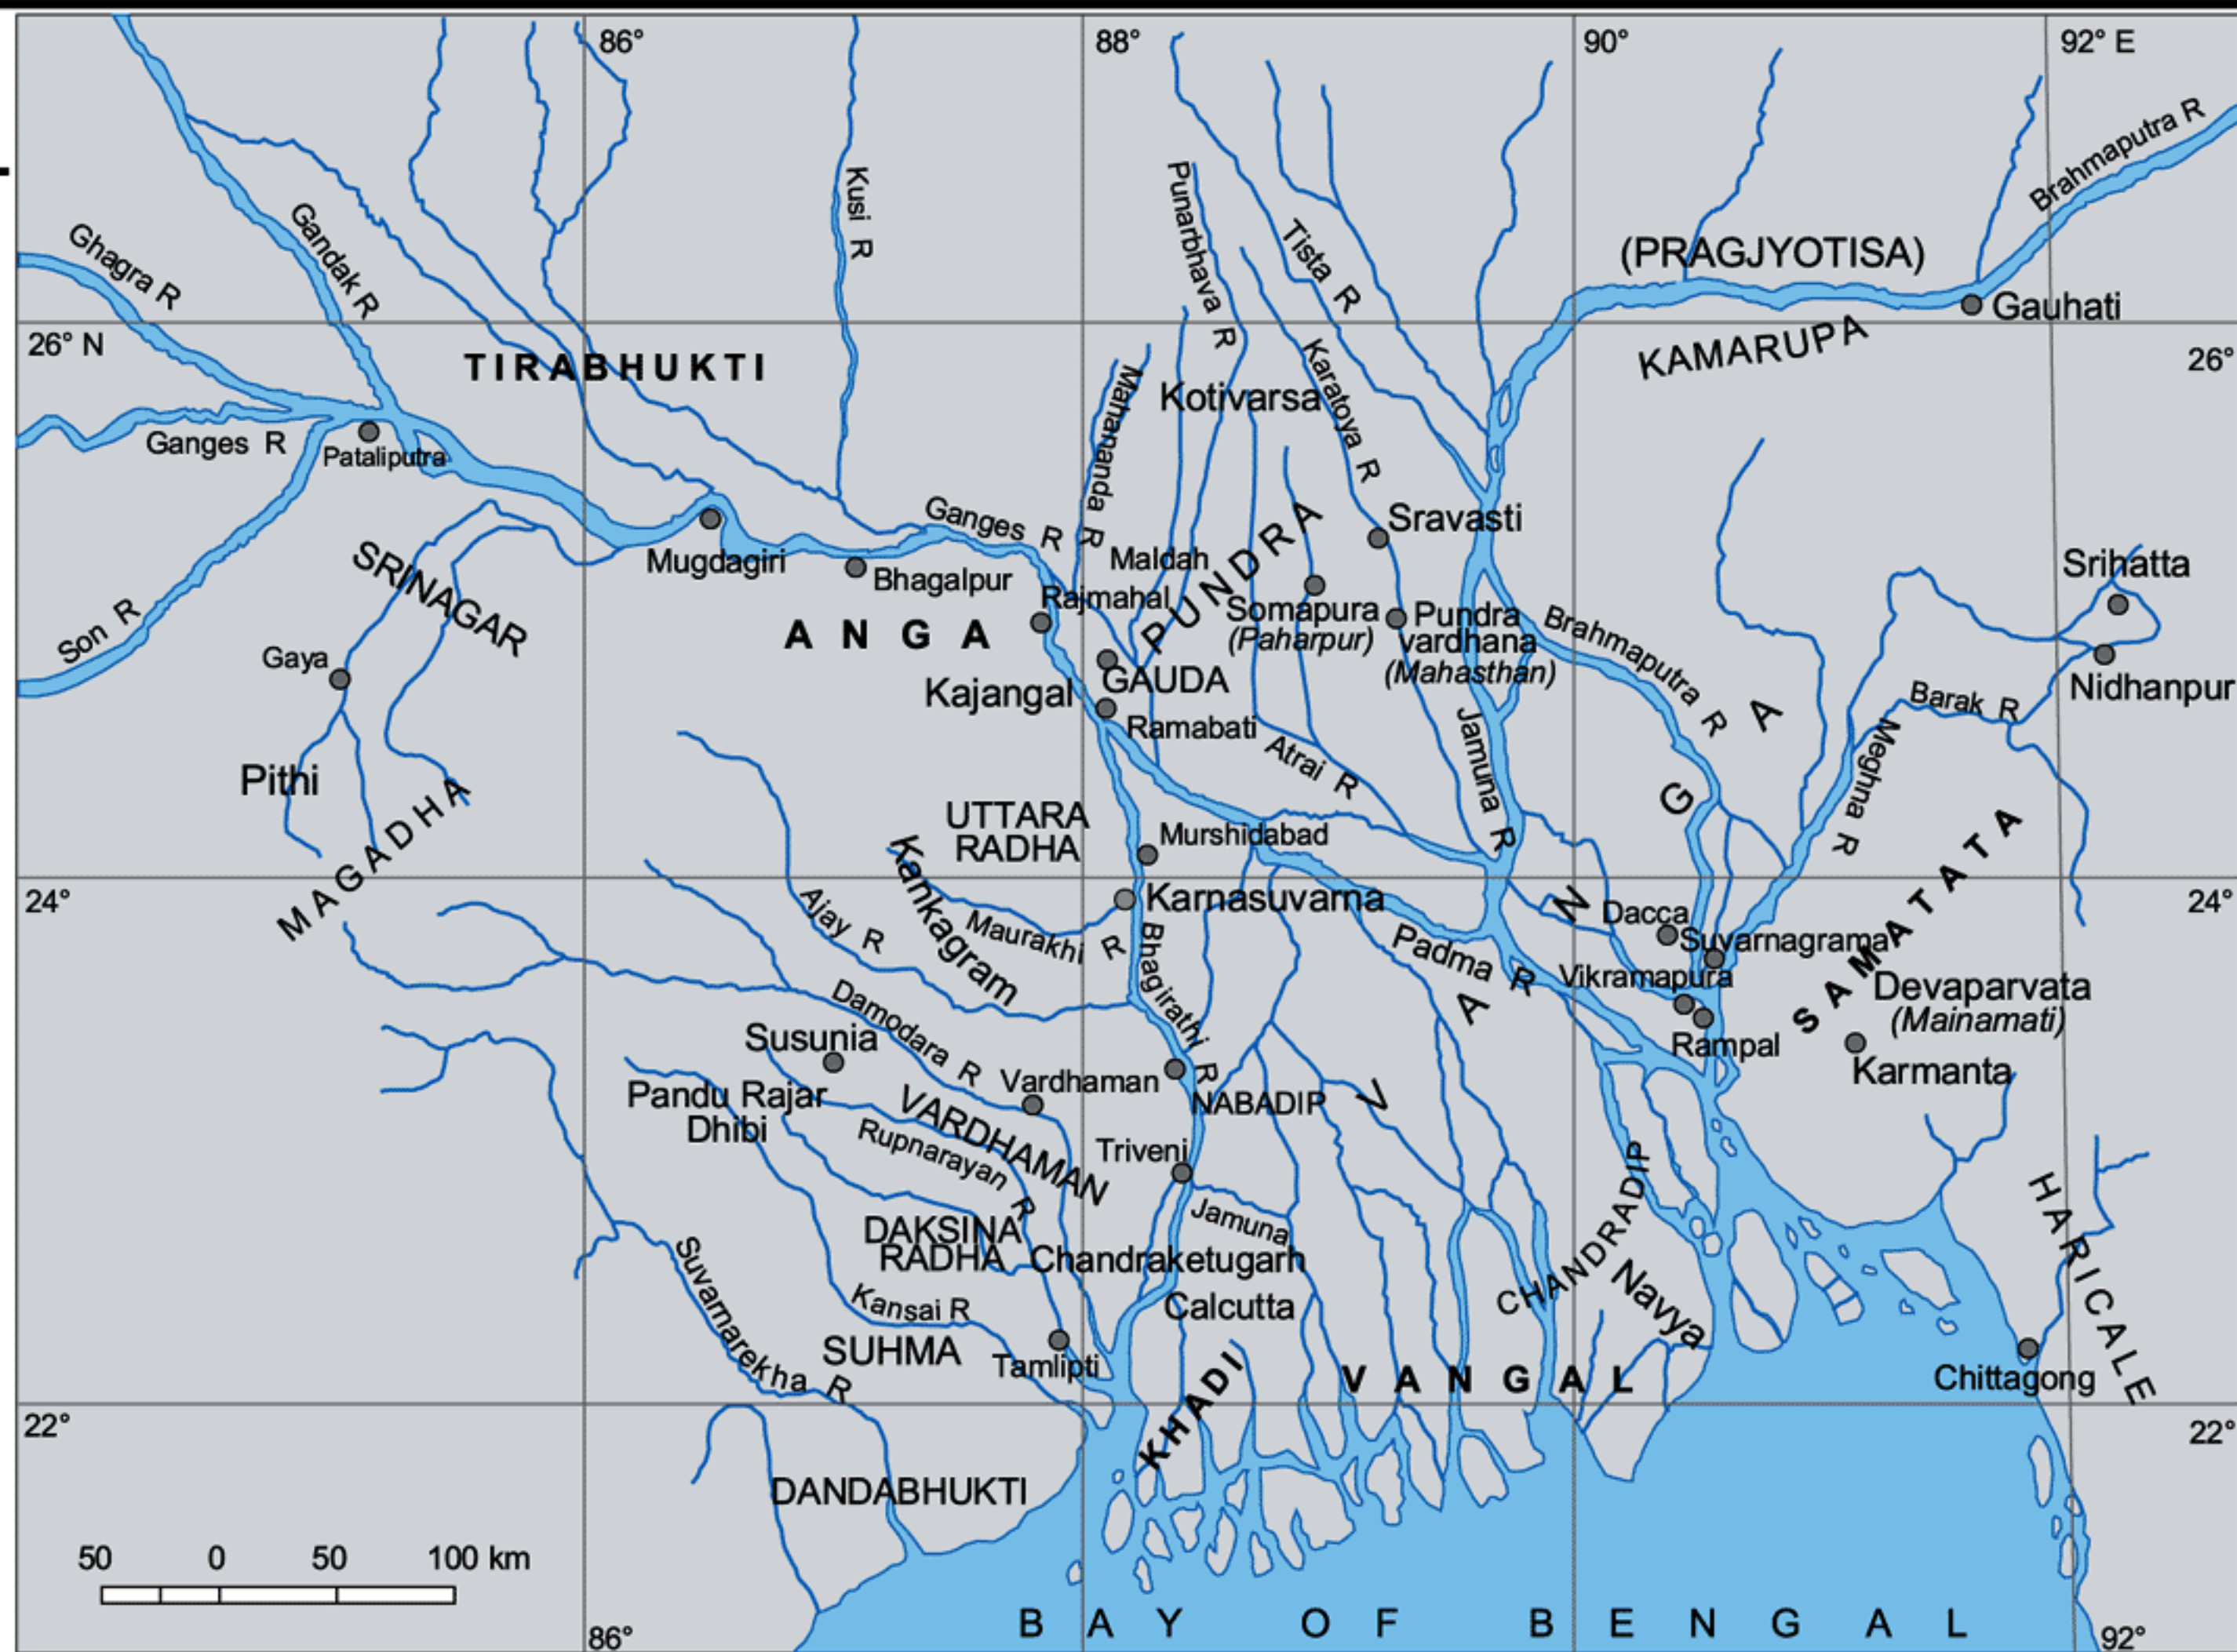 86°
88°
90°
92° E
Brahmaputra R
Kusi R
Punarbhava R
Gandak R
Ghagra R
Tista R
(PRAGJYOTISA)
Gauhati
26° N
KAMARUPA
26°
TIRABHUKTI
Mahananda R
Kotivarsa
Karatoya R
Ganges R
Pataliputra
Ganges R
Sravasti
SRINAGAR
Mugdagiri
Bhagalpur
Maldah
PUNDRA
Srihatta
Rajmahal
Somapura
(Paharpur)
Pundra
vardhana
(Mahasthan)
Brahmaputra R
Son R
ANGA
Gaya
GAUDA
Kajangal
Nidhanpur
Barak R
Ramabati
Jamuna R
Atrai R
Meghna R
Pithi
UTTARA
RADHA
Murshidabad
MAGADHA
Kankagram
SAMATATA
24°
Karnasuvarna
24°
Ajay R
Maurakhi R
Bhagirathi R
Padma R
VANGA
Dacca
Suvarnagrama
Vikramapura
Devaparvata
(Mainamati)
Damodara R
Susunia
Rampal
Karmanta
Vardhaman
Pandu Rajar
Dhibi
VARDHAMAN
NABADIP
Rupnarayan R
Triveni
CHANDRADIP
HARICALE
Jamuna
DAKSINA
RADHA
Chandraketugarh
Suvarnarekha R
Kansai R
Calcutta
Navya
SUHMA
Tamlipti
KHADI
VANGAL
Chittagong
22°
22°
DANDABHUKTI
50 0 50 100 km
BAY OF BENGAL
86°
92°